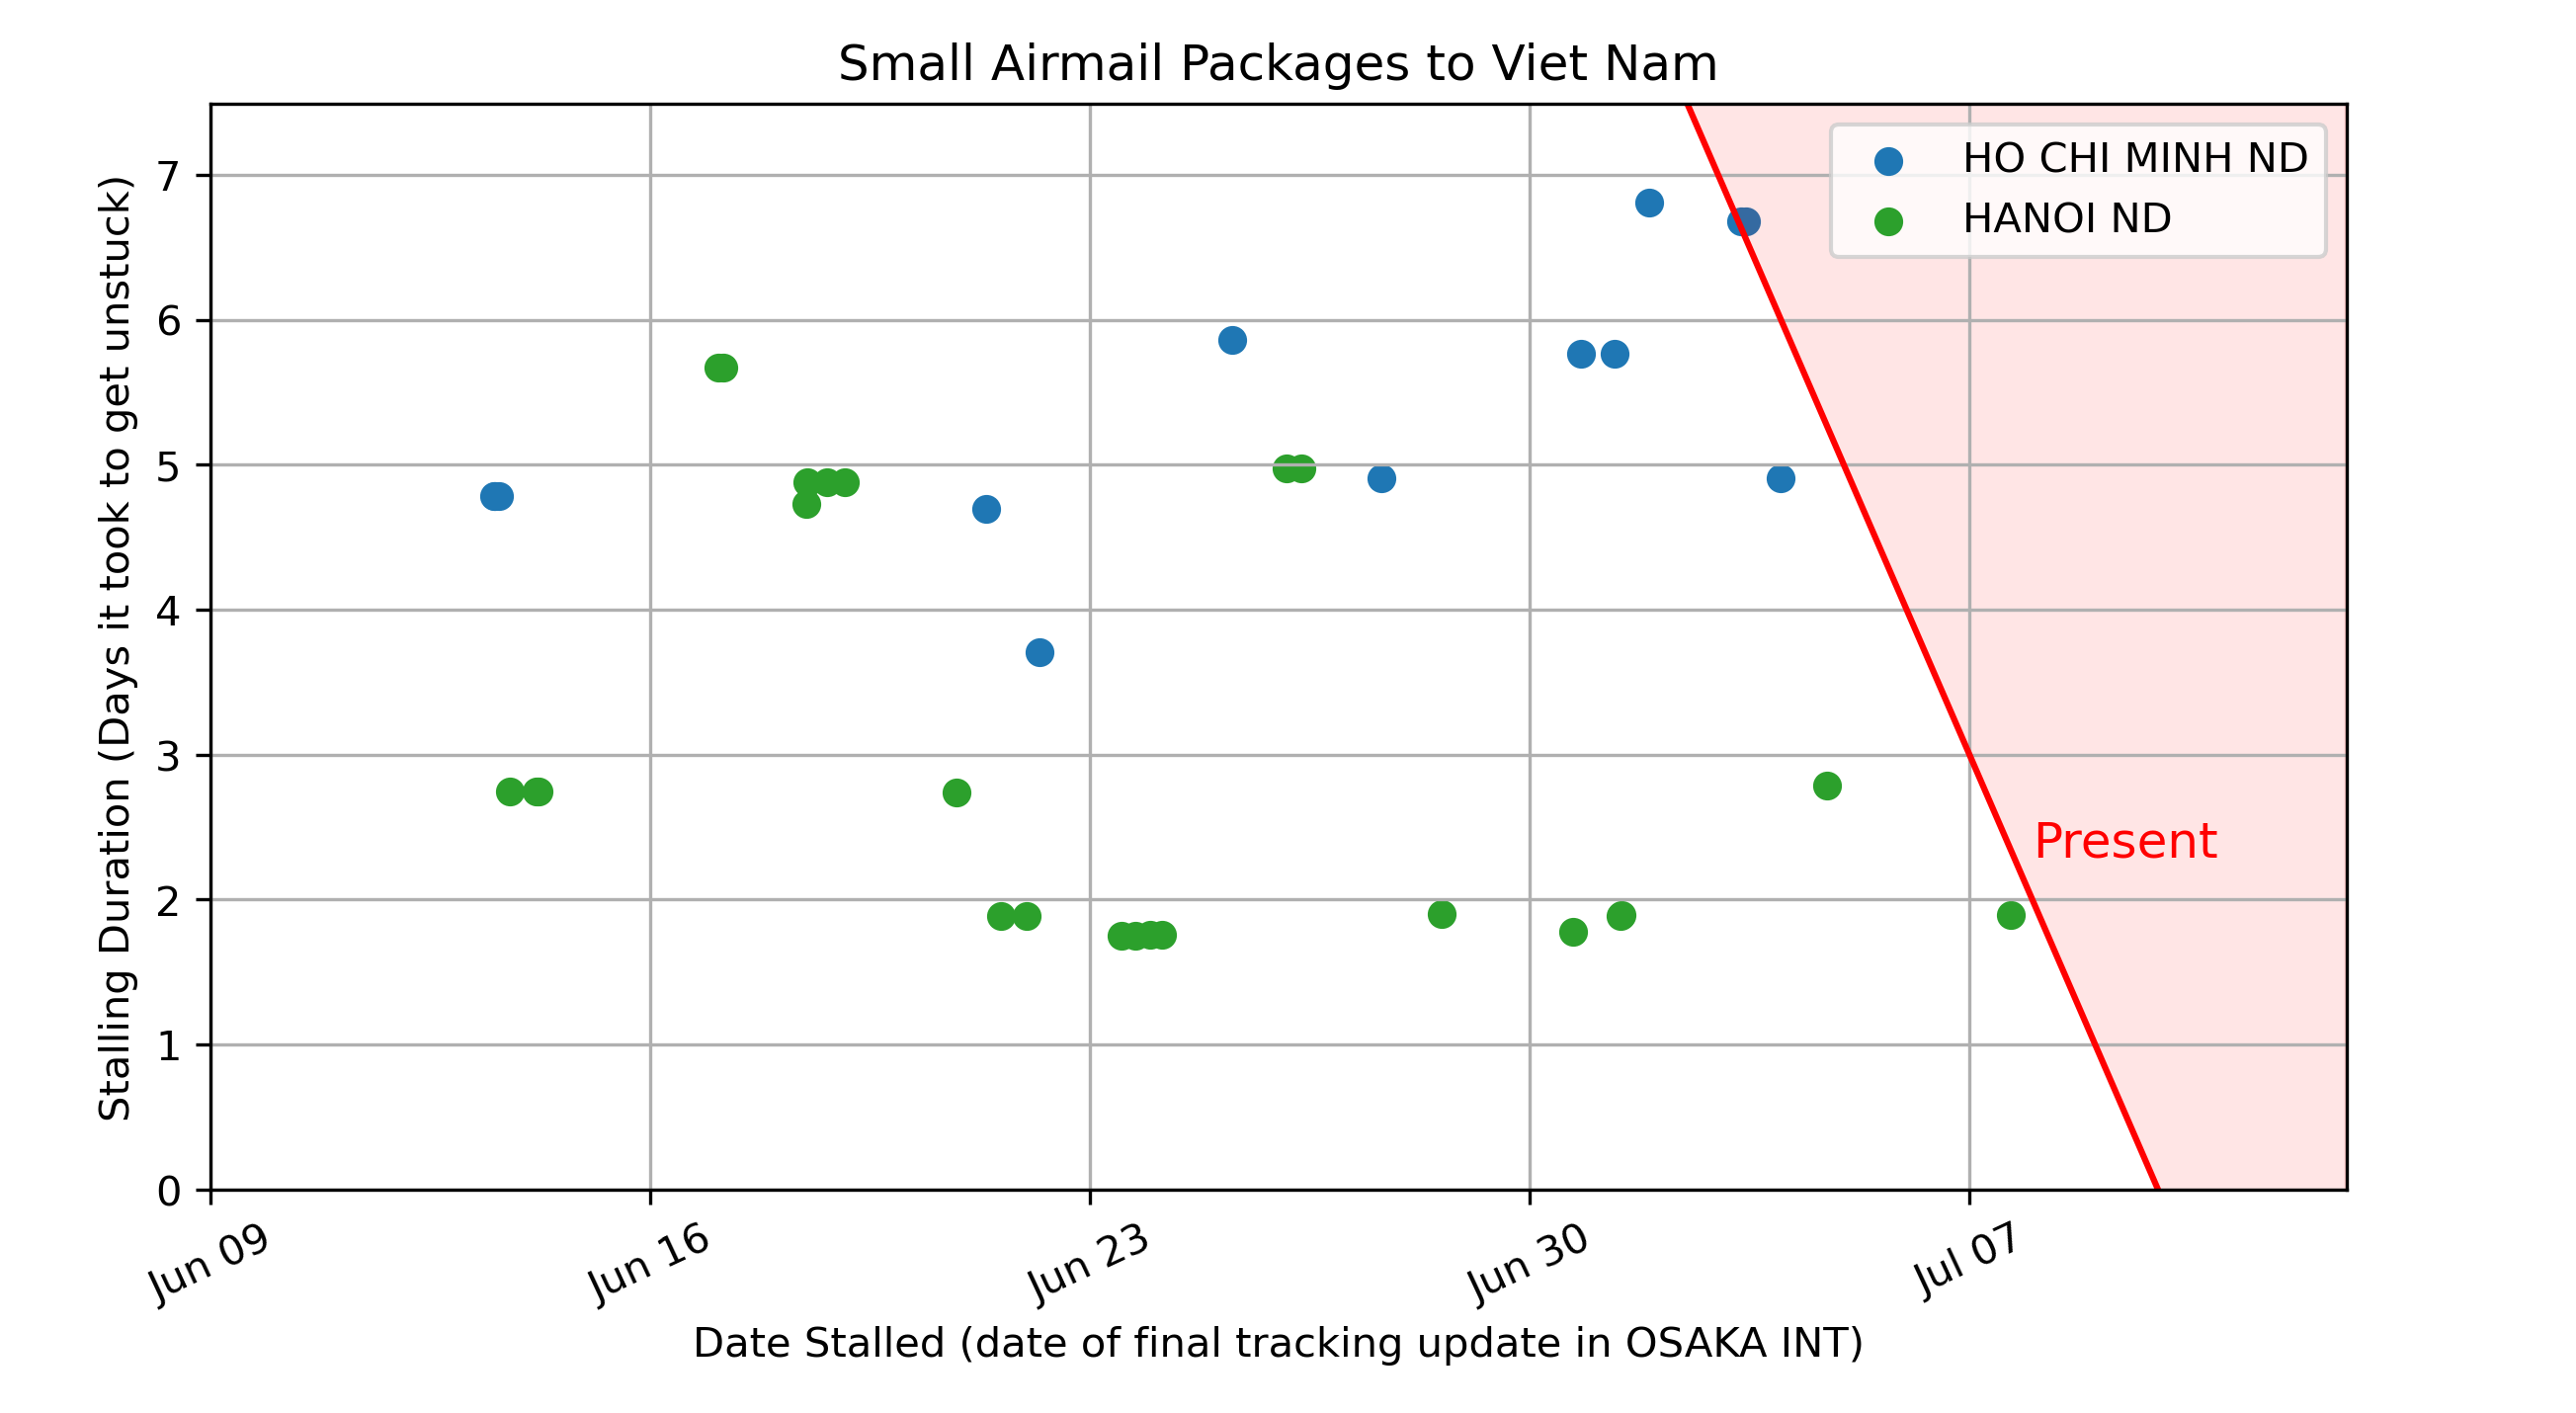 Small Airmail Packages to Viet Nam
HO CHI MINH ND
HANOI ND
Present
Stalling Duration (Days it took to get unstuck)
7
6
5
4
3
2
1
0
Jun 09
Jun 16
Jun 23
Jun 30
Jul 07
Date Stalled (date of final tracking update in OSAKA INT)